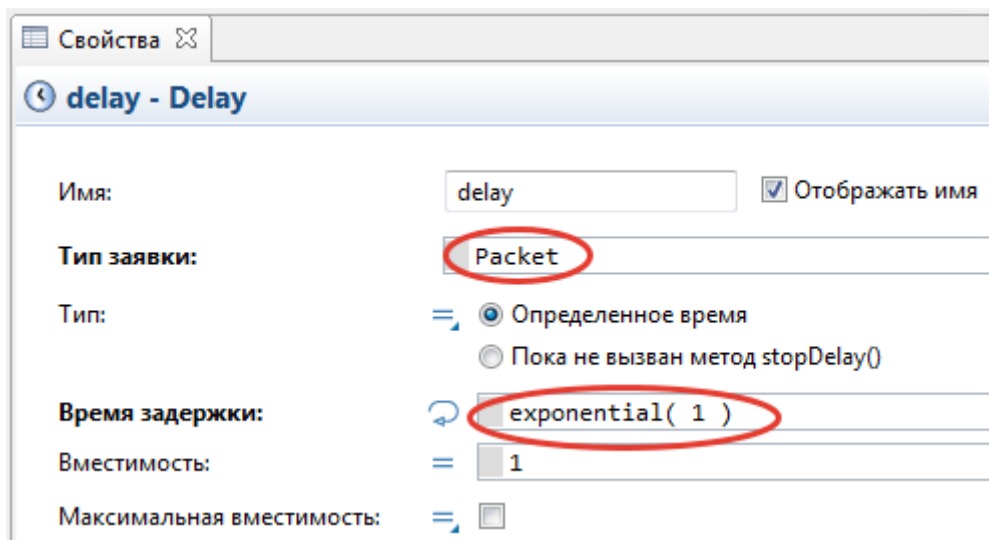 Свойства
delay - Delay
Имя: delay Отображать имя
Тип заявки: Packet
Тип: Определенное время
Пока не вызван метод stopDelay()
Время задержки: exponential( 1 )
Вместимость: 1
Максимальная вместимость: